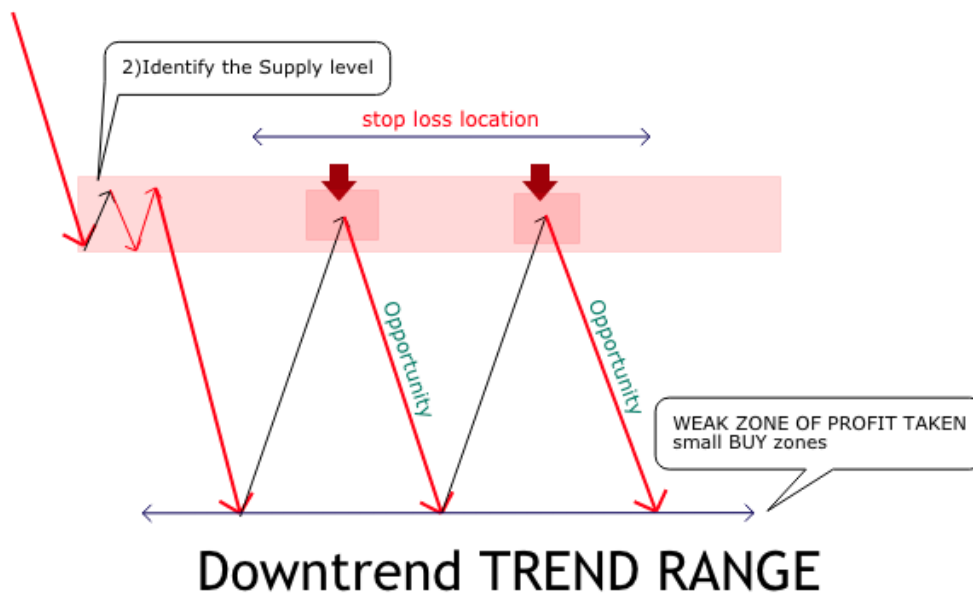 2)Identify the Supply level
stop loss location
Opportunity
Opportunity
WEAK ZONE OF PROFIT TAKEN
small BUY zones
Downtrend TREND RANGE